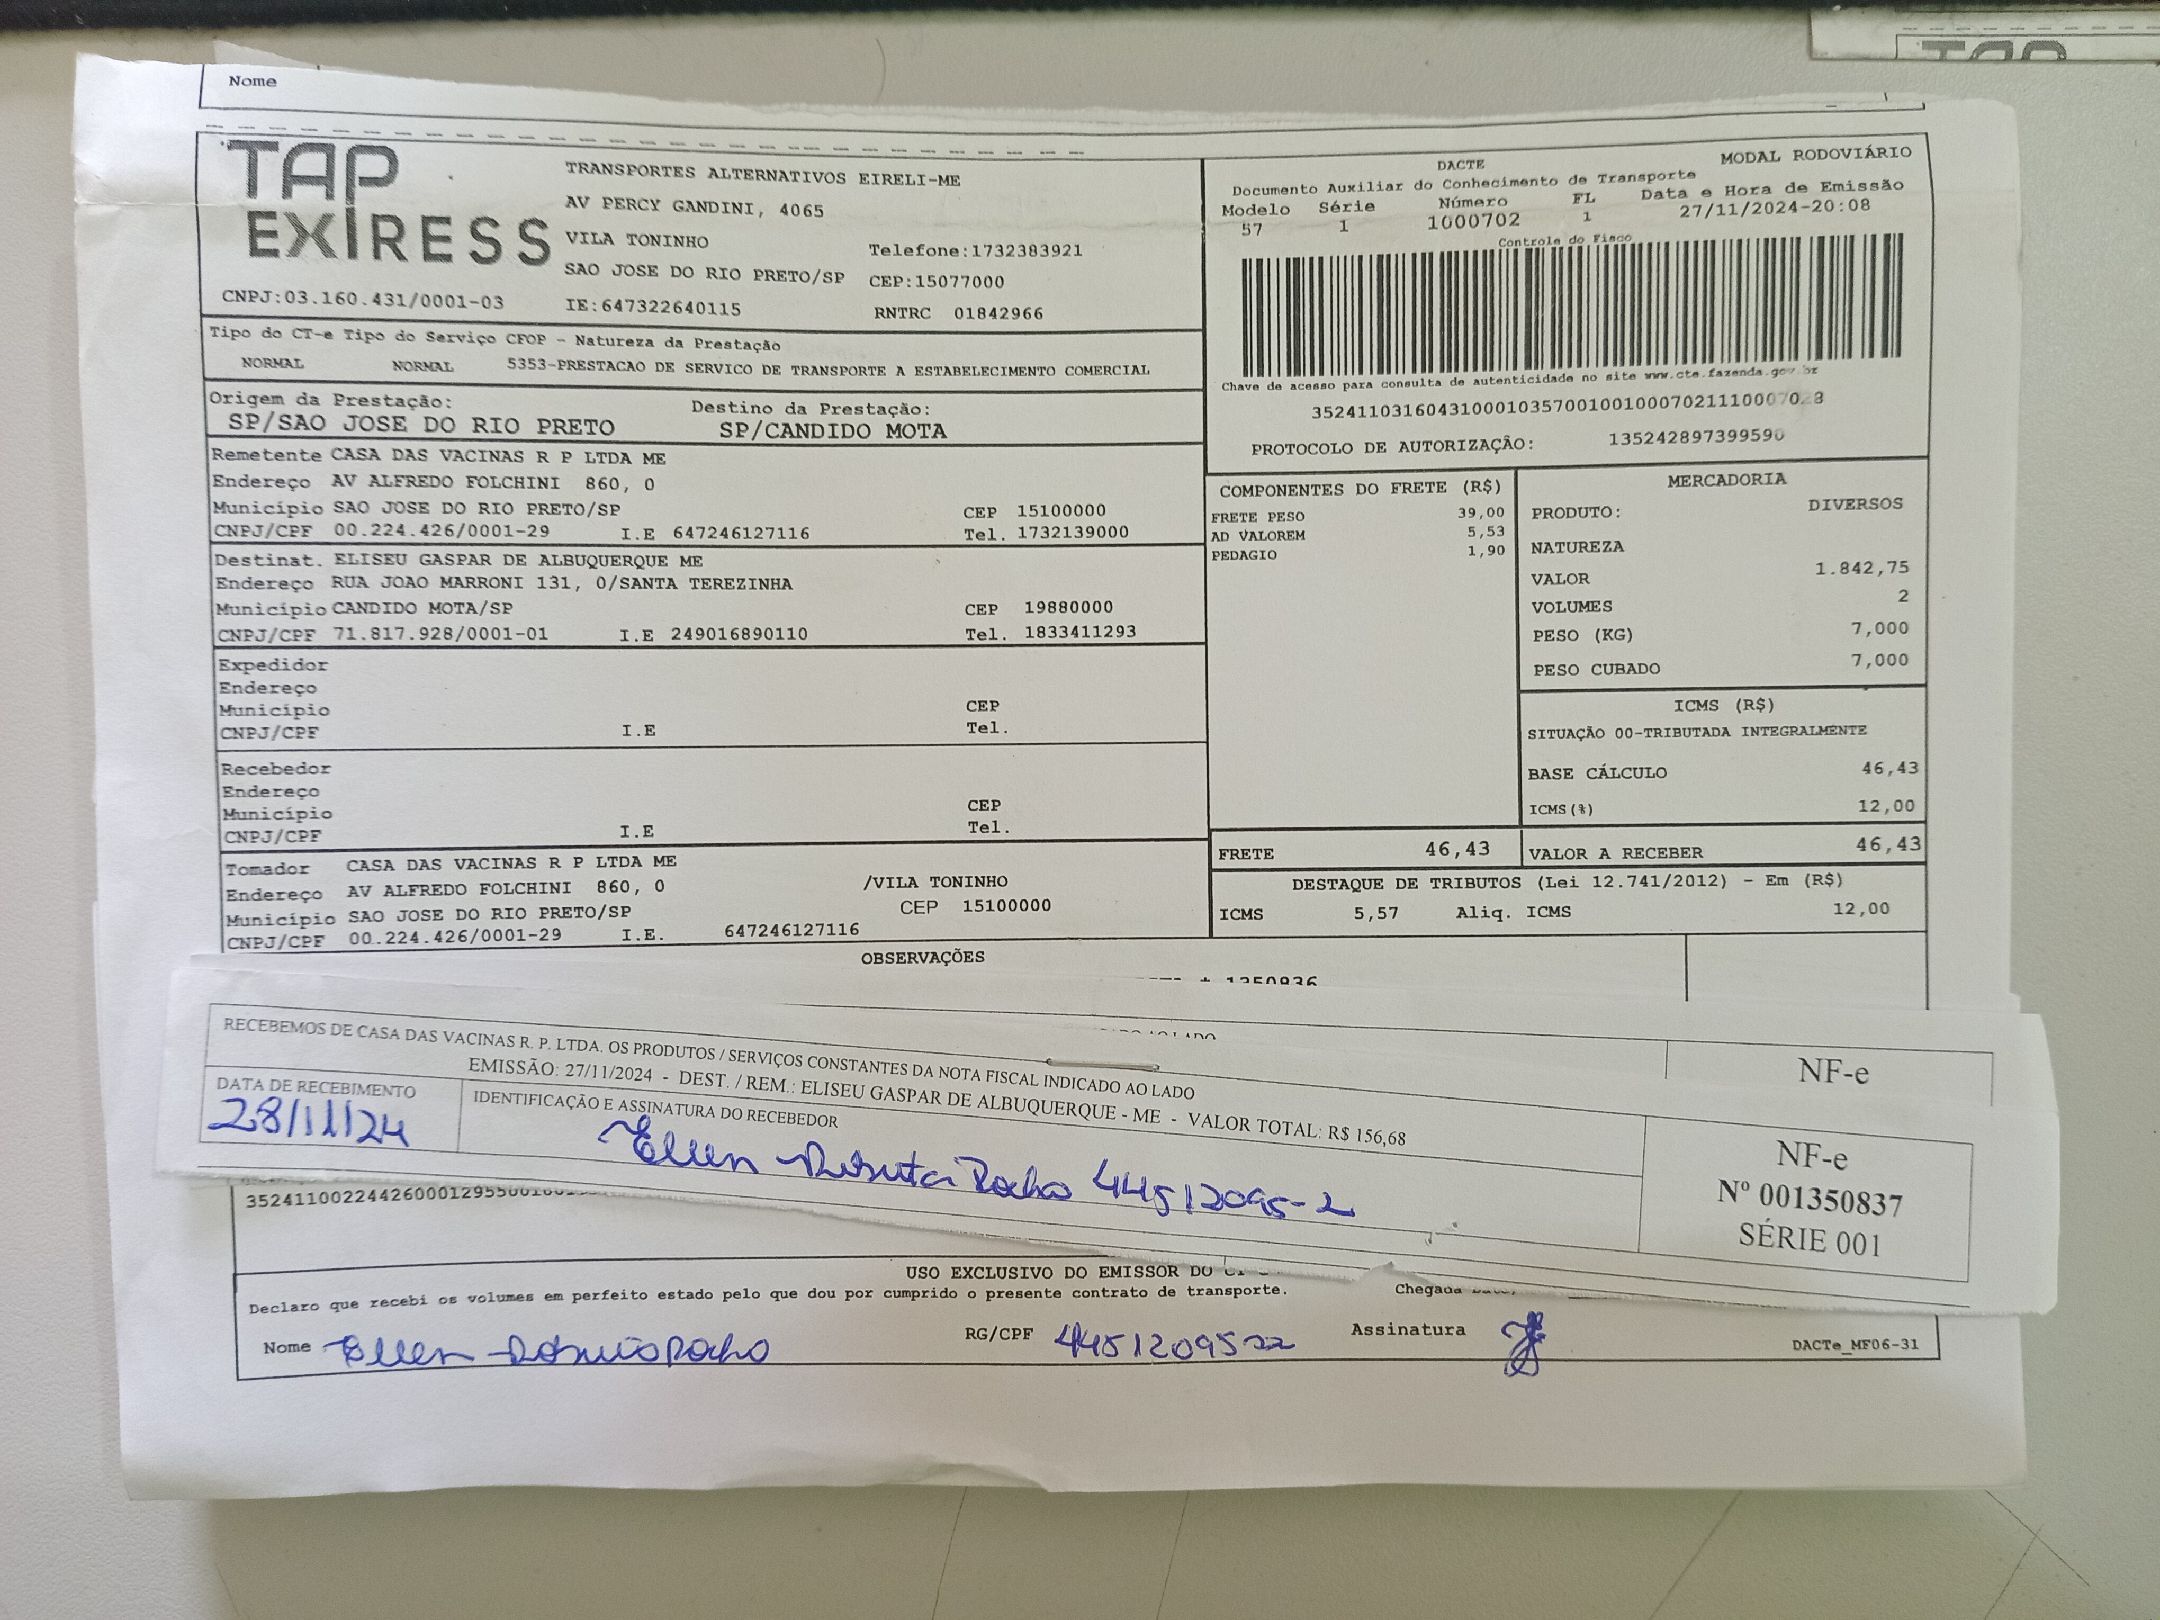 Nome
TAP
EXIRESS
TRANSPORTES ALTERNATIVOS EIRELI-ME
AV PERCY GANDINI, 4065
VILA TONINHO
Telefone:1732383921
SAO JOSE DO RIO PRETO/SP CEP:15077000
CNPJ:03.160.431/0001-03 IE:647322640115 RNTRC 01842966
DACTE MODAL RODOVIÁRIO
Documento Auxiliar do Conhecimento de Transporte
Modelo Série Número FL Data e Hora de Emissão
57 1 1000702 1 27/11/2024-20:08
Controle do Fisco
Chave de acesso para consulta de autenticidade no site www.cte.fazenda.gov.br
PROTOCOLO DE AUTORIZAÇÃO: 135242897399590
Tipo do CT-e Tipo do Serviço CFOP - Natureza da Prestação
NORMAL NORMAL 5353-PRESTACAO DE SERVICO DE TRANSPORTE A ESTABELECIMENTO COMERCIAL
Origem da Prestação: Destino da Prestação:
SP/SAO JOSE DO RIO PRETO SP/CANDIDO MOTA
Remetente CASA DAS VACINAS R P LTDA ME
Endereço AV ALFREDO FOLCHINI 860, 0
Município SAO JOSE DO RIO PRETO/SP CEP 15100000
CNPJ/CPF 00.224.426/0001-29 I.E 647246127116 Tel. 1732139000
Destinat. ELISEU GASPAR DE ALBUQUERQUE ME
Endereço RUA JOAO MARRONI 131, 0/SANTA TEREZINHA
Município CANDIDO MOTA/SP CEP 19880000
CNPJ/CPF 71.817.928/0001-01 I.E 249016890110 Tel. 1833411293
Expedidor
Endereço
Município CEP
CNPJ/CPF I.E Tel.
Recebedor
Endereço
Município CEP
CNPJ/CPF I.E Tel.
Tomador CASA DAS VACINAS R P LTDA ME
Endereço AV ALFREDO FOLCHINI 860, 0 /VILA TONINHO
Município SAO JOSE DO RIO PRETO/SP CEP 15100000
CNPJ/CPF 00.224.426/0001-29 I.E. 647246127116
COMPONENTES DO FRETE (R$)
FRETE PESO 39,00
AD VALOREM 5,53
PEDAGIO 1,90
MERCADORIA
PRODUTO: DIVERSOS
NATUREZA
VALOR 1.842,75
VOLUMES 2
PESO (KG) 7,000
PESO CUBADO 7,000
ICMS (R$)
SITUAÇÃO 00-TRIBUTADA INTEGRALMENTE
BASE CÁLCULO 46,43
ICMS(%) 12,00
FRETE 46,43 VALOR A RECEBER 46,43
DESTAQUE DE TRIBUTOS (Lei 12.741/2012) - Em (R$)
ICMS 5,57 Aliq. ICMS 12,00
OBSERVAÇÕES
1350836
AO LADO
NF-e
RECEBEMOS DE CASA DAS VACINAS R. P. LTDA. OS PRODUTOS / SERVIÇOS CONSTANTES DA NOTA FISCAL INDICADO AO LADO
EMISSÃO: 27/11/2024 - DEST. / REM.: ELISEU GASPAR DE ALBUQUERQUE - ME - VALOR TOTAL: R$ 156,68
DATA DE RECEBIMENTO IDENTIFICAÇÃO E ASSINATURA DO RECEBEDOR
28/11/24 Ellen Rocha 44512095-2
NF-e
Nº 001350837
SÉRIE 001
USO EXCLUSIVO DO EMISSOR DO
Declaro que recebi os volumes em perfeito estado pelo que dou por cumprido o presente contrato de transporte. Chegada
Nome Ellen RG/CPF Assinatura
DACTe_MF06-31
TAP